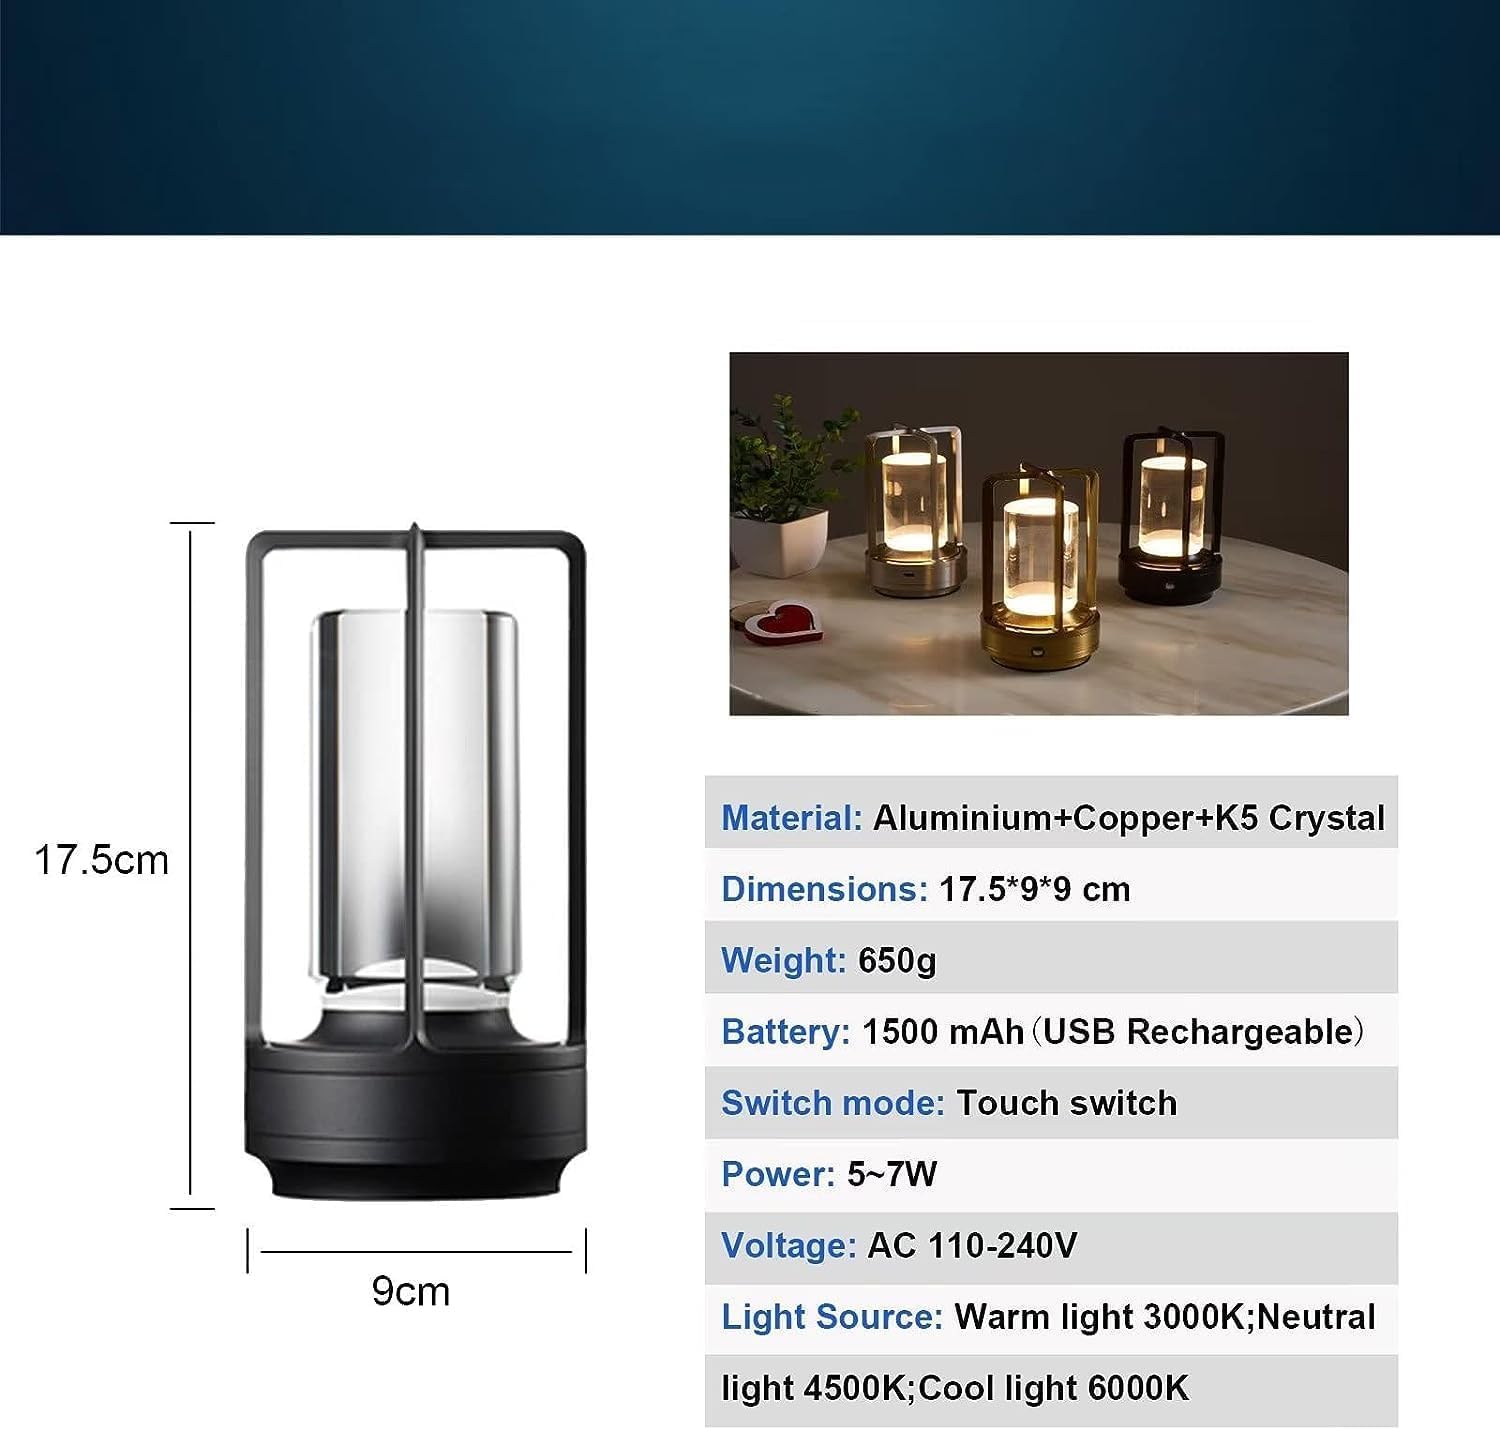 17.5cm
9cm
Material: Aluminium+Copper+K5 Crystal
Dimensions: 17.5*9*9 cm
Weight: 650g
Battery: 1500 mAh（USB Rechargeable）
Switch mode: Touch switch
Power: 5~7W
Voltage: AC 110-240V
Light Source: Warm light 3000K;Neutral
light 4500K;Cool light 6000K